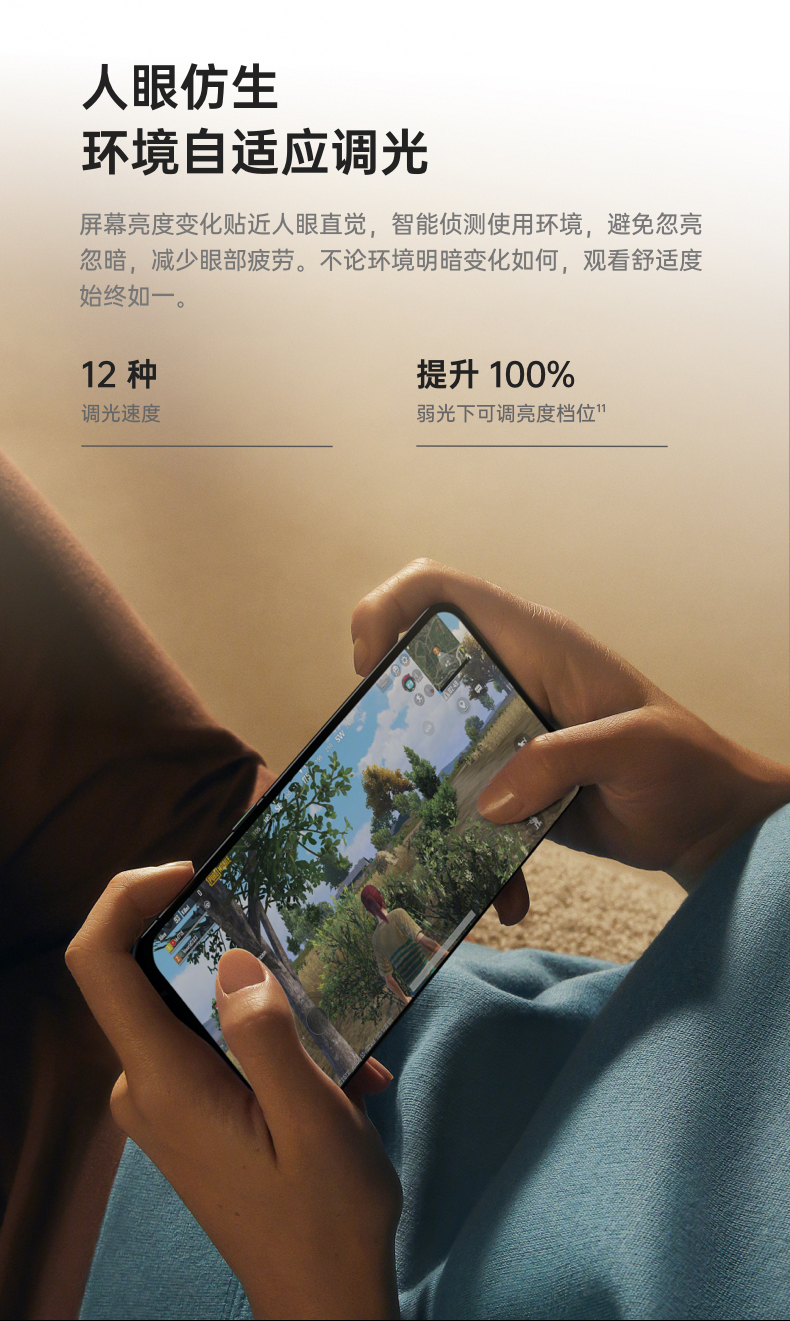 人眼仿生
环境自适应调光
屏幕亮度变化贴近人眼直觉，智能侦测使用环境，避免忽亮
忽暗，减少眼部疲劳。不论环境明暗变化如何，观看舒适度
始终如一。
12 种
提升 100%
调光速度
弱光下可调亮度档位¹¹
SW